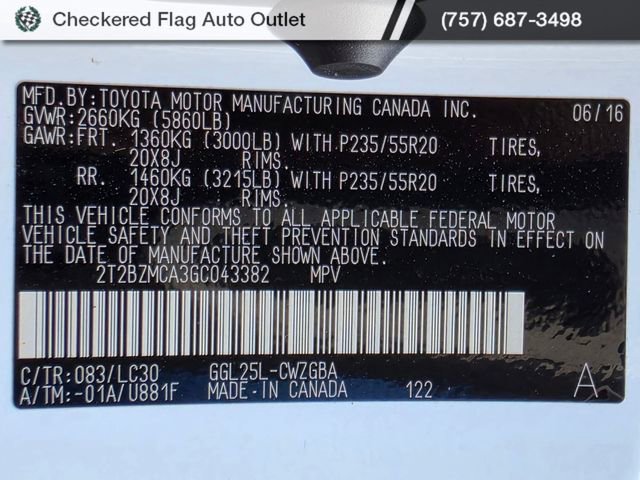 Checkered Flag Auto Outlet
(757) 687-3498
MFD.BY:TOYOTA MOTOR MANUFACTURING CANADA INC. 06/16
GVWR:2660KG (5860LB)
GAWR:FRT. 1360KG (3000LB) WITH P235/55R20 TIRES,
20X8J RIMS.
RR. 1460KG (3215LB) WITH P235/55R20 TIRES,
20X8J RIMS.
THIS VEHICLE CONFORMS TO ALL APPLICABLE FEDERAL MOTOR
VEHICLE SAFETY AND THEFT PREVENTION STANDARDS IN EFFECT ON
THE DATE OF MANUFACTURE SHOWN ABOVE.
2T2BZMCA3GC043382 MPV
C/TR:083/LC30 GGL25L-CWZGBA
A/TM:-01A/U881F MADE-IN CANADA 122 A